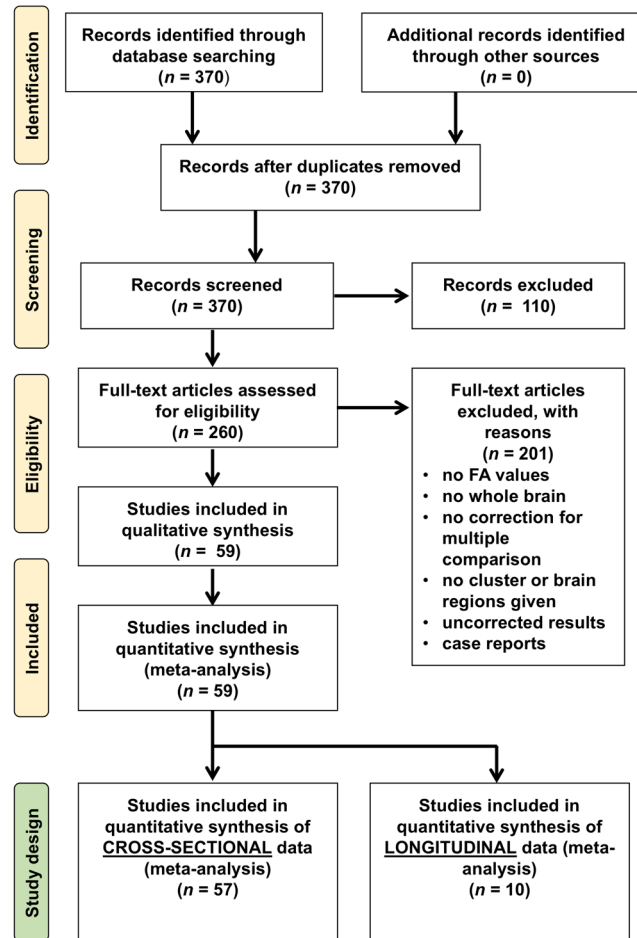 Identification
Records identified through
database searching
(n = 370)
Additional records identified
through other sources
(n = 0)
Records after duplicates removed
(n = 370)
Screening
Records screened
(n = 370)
Records excluded
(n = 110)
Eligibility
Full-text articles assessed
for eligibility
(n = 260)
Full-text articles
excluded, with
reasons
(n = 201)
• no FA values
• no whole brain
• no correction for
multiple
comparison
• no cluster or brain
regions given
• uncorrected results
• case reports
Studies included in
qualitative synthesis
(n = 59)
Included
Studies included in
quantitative synthesis
(meta-analysis)
(n = 59)
Study design
Studies included in
quantitative synthesis of
CROSS-SECTIONAL data
(meta-analysis)
(n = 57)
Studies included in
quantitative synthesis of
LONGITUDINAL data (meta-
analysis)
(n = 10)